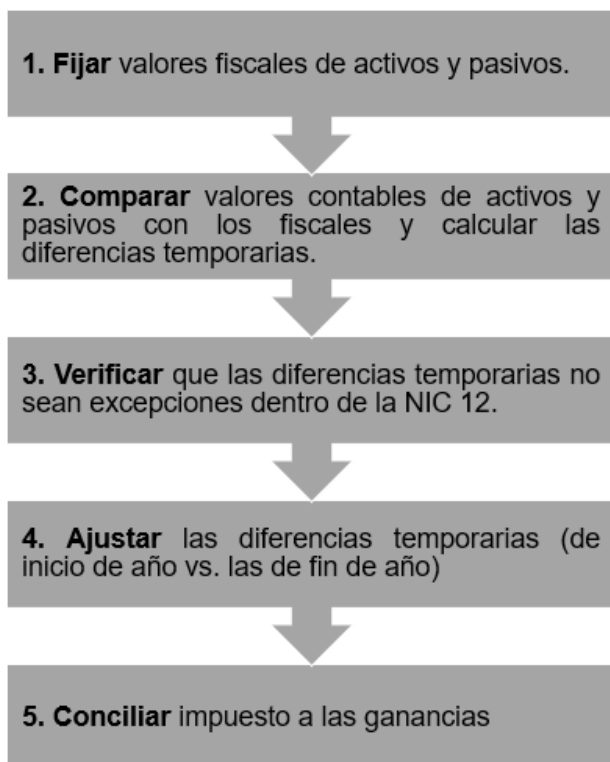 1. Fijar valores fiscales de activos y pasivos.
2. Comparar valores contables de activos y
pasivos con los fiscales y calcular las
diferencias temporarias.
3. Verificar que las diferencias temporarias no
sean excepciones dentro de la NIC 12.
4. Ajustar las diferencias temporarias (de
inicio de año vs. las de fin de año)
5. Conciliar impuesto a las ganancias